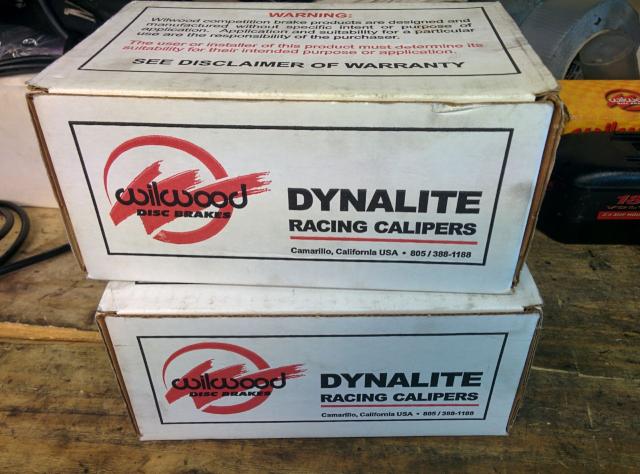 WARNING:
Wilwood competition brake products are designed and
manufactured without specific intent or purpose of
application. Application and suitability for a particular
use are the responsibility of the purchaser.
The user or installer of this product must determine its
suitability for their intended purpose or application.
SEE DISCLAIMER OF WARRANTY
wilwood
DISC BRAKES
DYNALITE
RACING CALIPERS
Camarillo, California USA • 805/388-1188
wilwood
DISC BRAKES
DYNALITE
RACING CALIPERS
Camarillo, California USA • 805/388-1188
wilwood